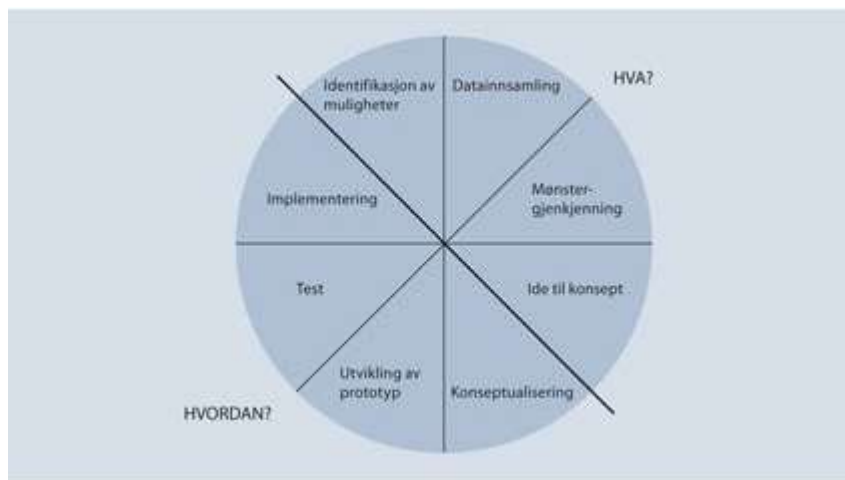 Identifikasjon av
muligheter
Datainnsamling
HVA?
Mønster-
gjenkjenning
Ide til konsept
Konseptualisering
Utvikling av
prototyp
HVORDAN?
Test
Implementering